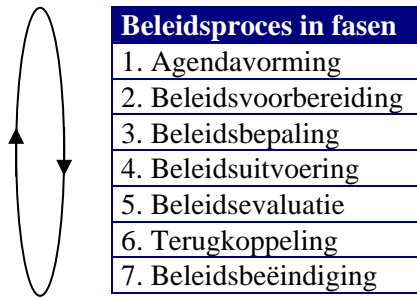 Beleidsproces in fasen
1. Agendavorming
2. Beleidsvoorbereiding
3. Beleidsbepaling
4. Beleidsuitvoering
5. Beleidsevaluatie
6. Terugkoppeling
7. Beleidsbeëindiging